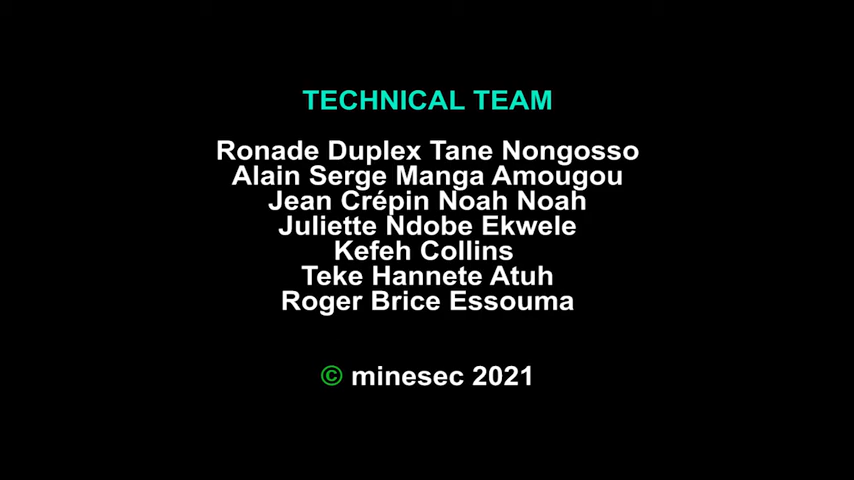 TECHNICAL TEAM
Ronade Duplex Tane Nongosso
Alain Serge Manga Amougou
Jean Crépin Noah Noah
Juliette Ndobe Ekwele
Kefeh Collins
Teke Hannete Atuh
Roger Brice Essouma
© minesec 2021